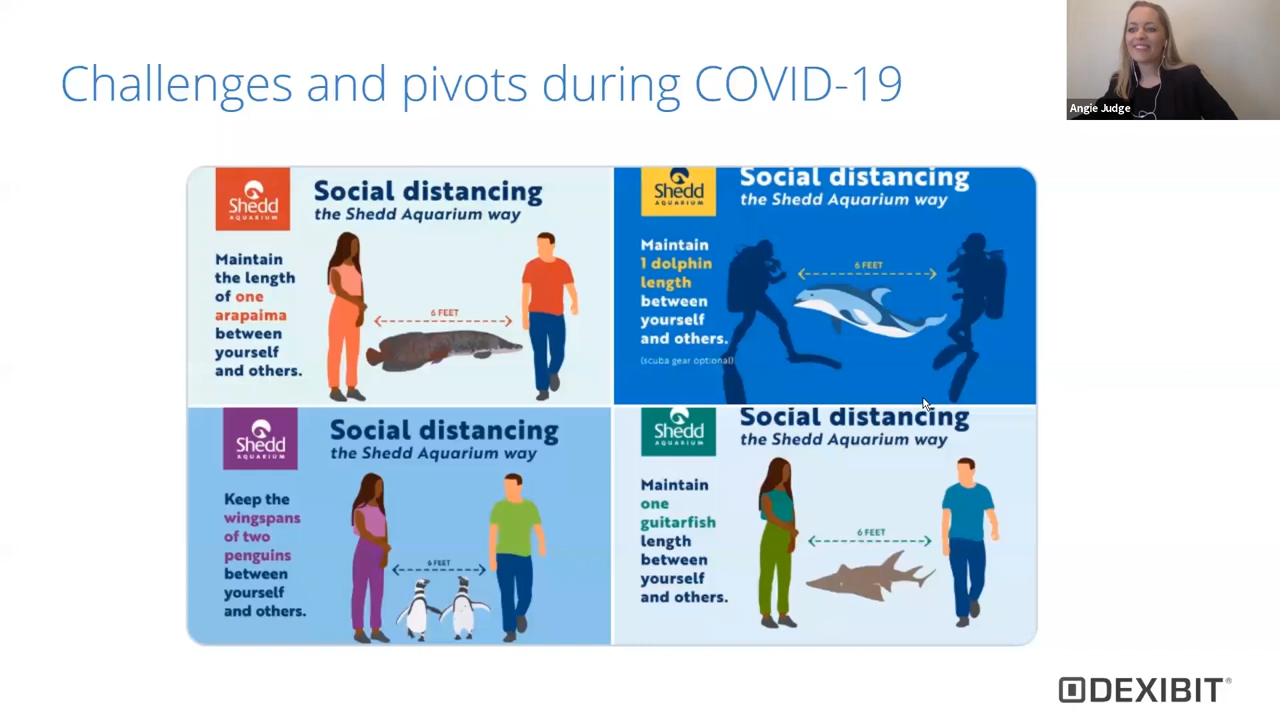 Challenges and pivots during COVID-19
Angie Judge
Shedd
AQUARIUM
Social distancing
the Shedd Aquarium way
Maintain
the length
of one
arapaima
between
yourself
and others.
6 FEET
Shedd
AQUARIUM
Social distancing
the Shedd Aquarium way
Maintain
1 dolphin
length
between
yourself
and others.
(scuba gear optional)
6 FEET
Shedd
AQUARIUM
Social distancing
the Shedd Aquarium way
Keep the
wingspans
of two
penguins
between
yourself
and others.
6 FEET
Shedd
AQUARIUM
Social distancing
the Shedd Aquarium way
Maintain
one
guitarfish
length
between
yourself
and others.
6 FEET
DEXIBIT®